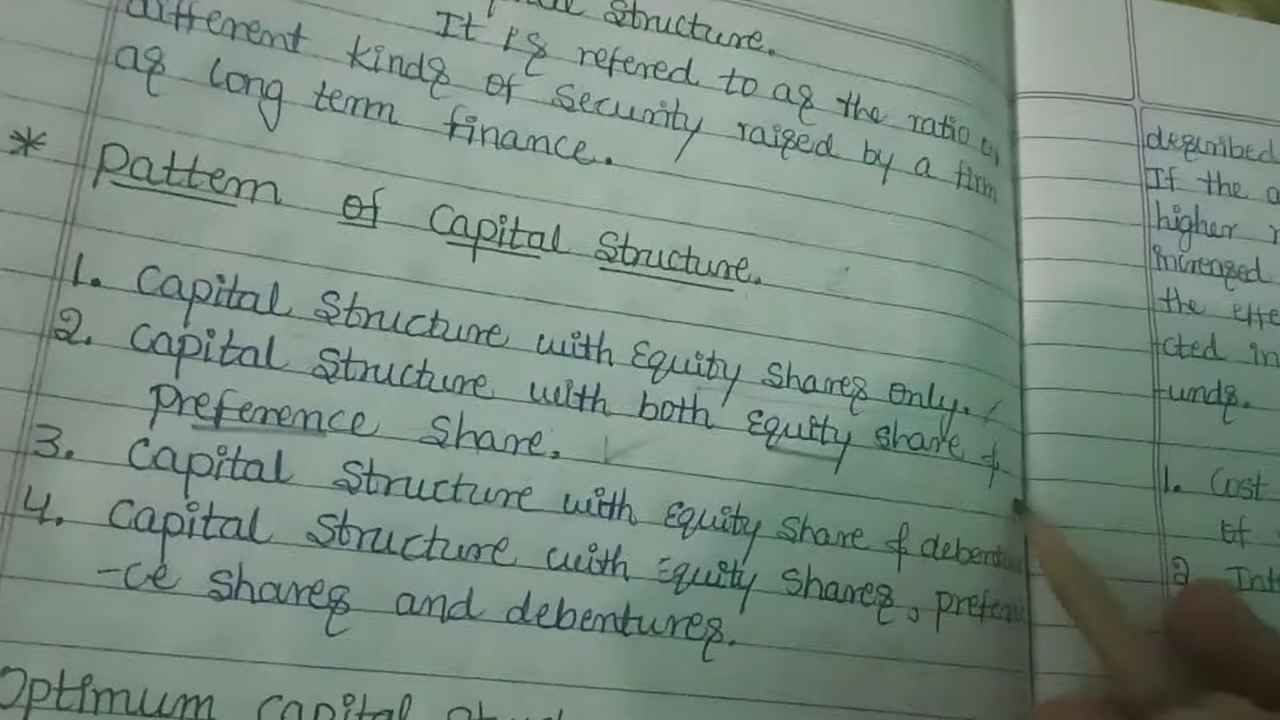 Structure.
It is refered to as the ratio
different kinds of security raised by a firm
as long term finance.
* Pattern of Capital Structure.
1. Capital Structure with Equity Shares Only.
2. Capital Structure with both Equity share &
Preference Share.
3. Capital Structure with Equity Share & debentu
4. Capital Structure with Equity Shares, preferen
-ce shares and debentures.
Optimum Capital
described
If the
higher
increased
the effe
cted in
unds.
1. Cost
of
2 Int